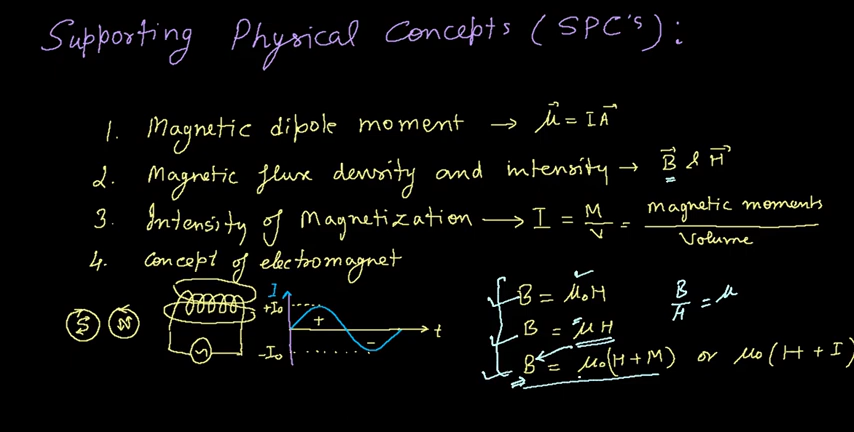 Supporting Physical Concepts (SPC's):
1. Magnetic dipole moment → μ⃗ = IA⃗
2. Magnetic flux density and intensity → B⃗ & H⃗
3. Intensity of Magnetization → I = M/V = magnetic moments/Volume
4. Concept of electromagnet
S N
I
+I₀
+
-
-I₀
t
B = μ₀H
B = μH
B = μ₀(H+M) or μ₀(H+I)
B/H = μ